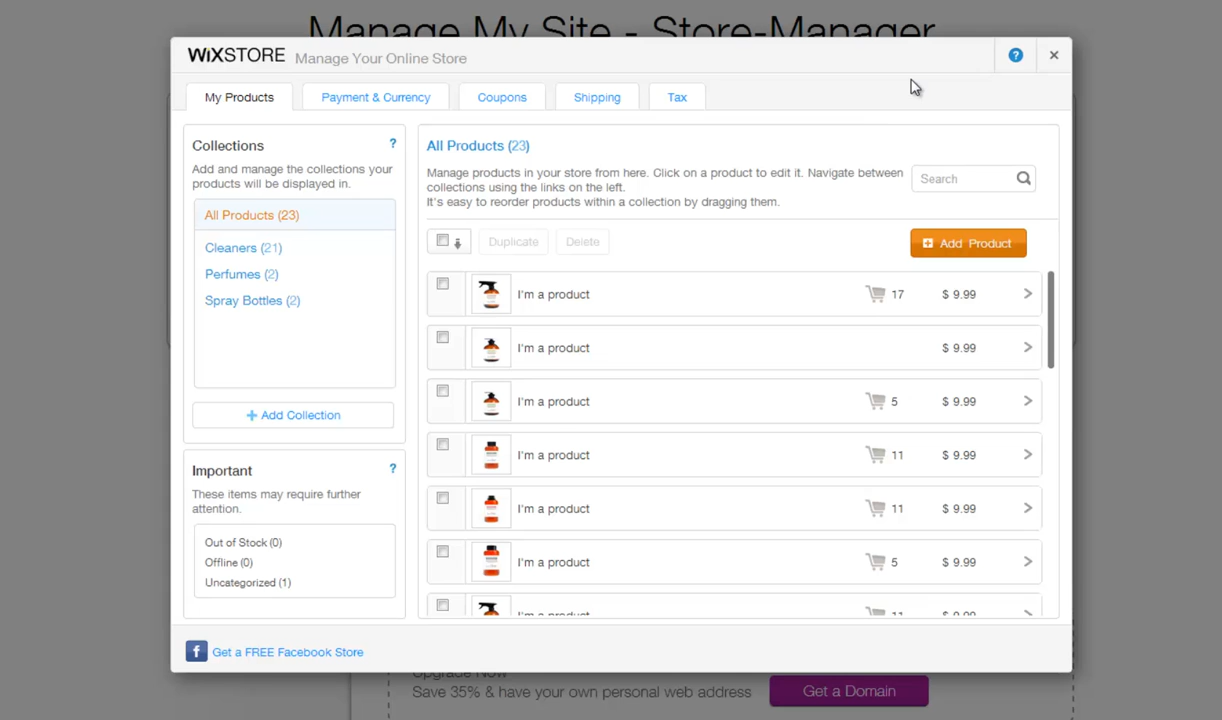 Manage My Site - Store-Manager
WiXSTORE Manage Your Online Store
?
My Products
Payment & Currency
Coupons
Shipping
Tax
Collections ?
Add and manage the collections your
products will be displayed in.
All Products (23)
Cleaners (21)
Perfumes (2)
Spray Bottles (2)
+ Add Collection
Important ?
These items may require further
attention.
Out of Stock (0)
Offline (0)
Uncategorized (1)
All Products (23)
Manage products in your store from here. Click on a product to edit it. Navigate between
collections using the links on the left.
It's easy to reorder products within a collection by dragging them.
Search
Duplicate
Delete
Add Product
I'm a product 17 $ 9.99
I'm a product $ 9.99
I'm a product 5 $ 9.99
I'm a product 11 $ 9.99
I'm a product 11 $ 9.99
I'm a product 5 $ 9.99
I'm a product 11 $ 9.99
f Get a FREE Facebook Store
Upgrade Now
Save 35% & have your own personal web address
Get a Domain